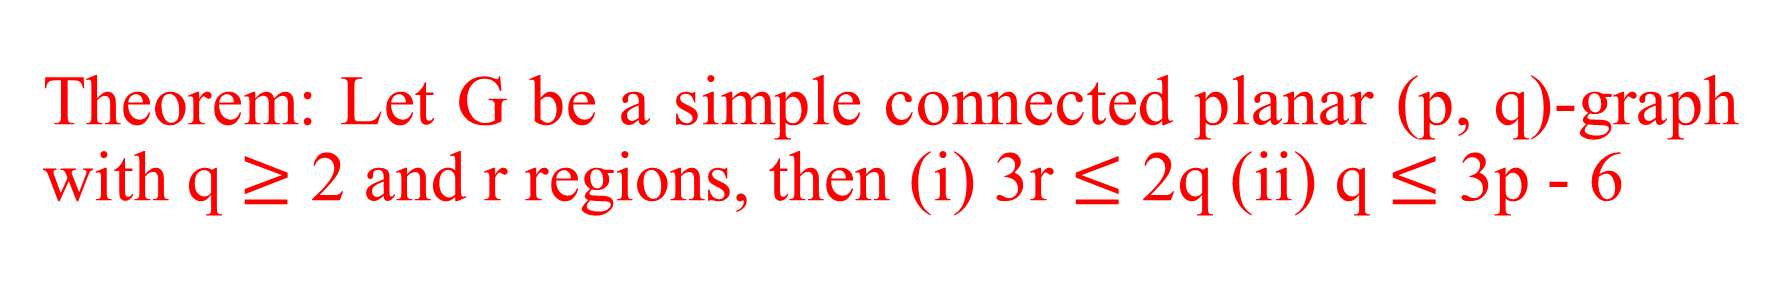 Theorem: Let G be a simple connected planar (p, q)-graph
with q ≥ 2 and r regions, then (i) 3r ≤ 2q (ii) q ≤ 3p - 6